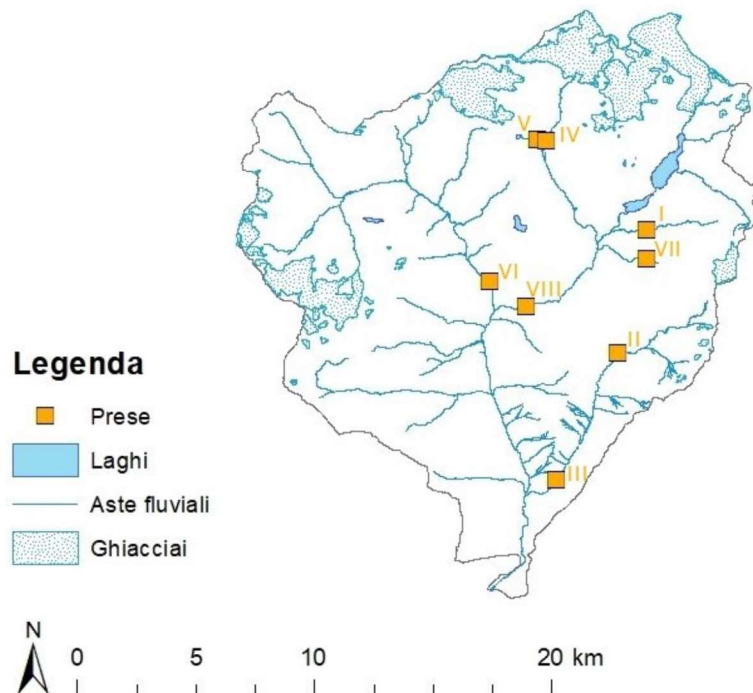 V
IV
I
VII
VI
VIII
II
III
Legenda
Prese
Laghi
Aste fluviali
Ghiacciai
N
0 5 10 20 km